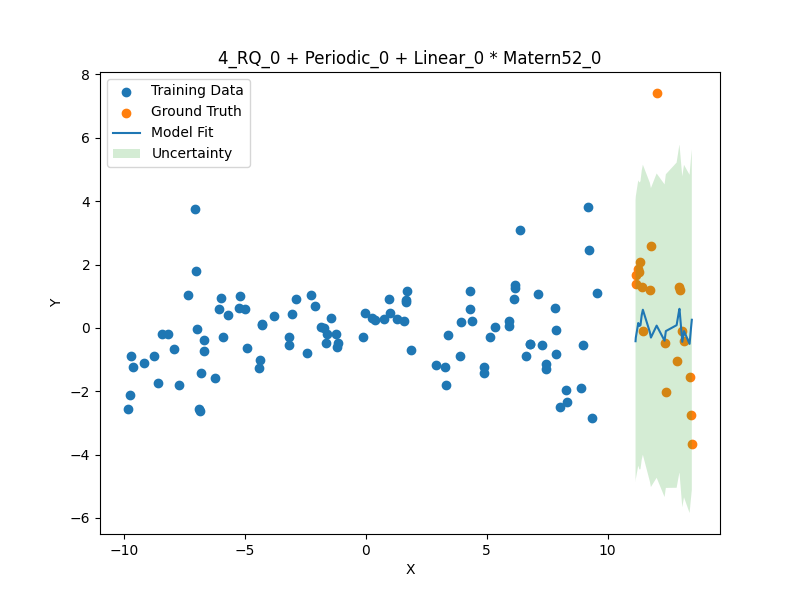 4_RQ_0 + Periodic_0 + Linear_0 * Matern52_0
Training Data
Ground Truth
Model Fit
Uncertainty
8
6
4
2
0
−2
−4
−6
Y
−10
−5
0
5
10
X